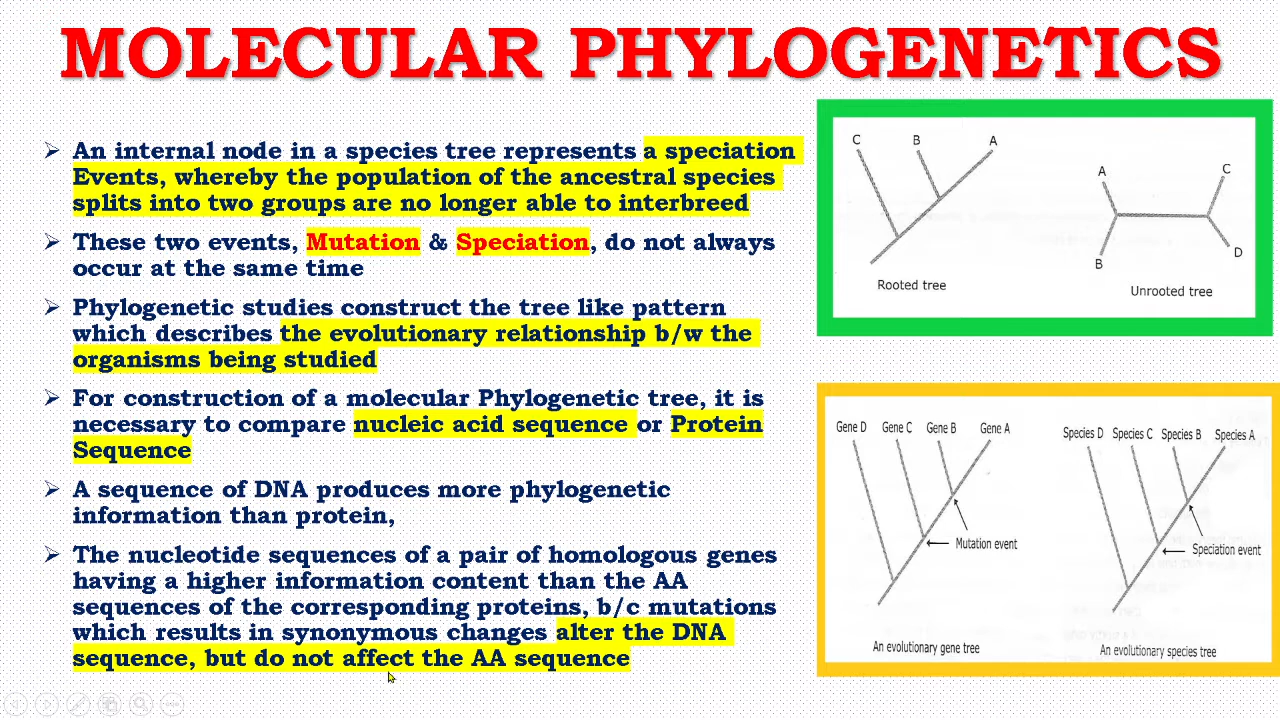 MOLECULAR PHYLOGENETICS
An internal node in a species tree represents a speciation
Events, whereby the population of the ancestral species
splits into two groups are no longer able to interbreed
These two events, Mutation & Speciation, do not always
occur at the same time
Phylogenetic studies construct the tree like pattern
which describes the evolutionary relationship b/w the
organisms being studied
For construction of a molecular Phylogenetic tree, it is
necessary to compare nucleic acid sequence or Protein
Sequence
A sequence of DNA produces more phylogenetic
information than protein,
The nucleotide sequences of a pair of homologous genes
having a higher information content than the AA
sequences of the corresponding proteins, b/c mutations
which results in synonymous changes alter the DNA
sequence, but do not affect the AA sequence
C B A
Rooted tree
A C
B D
Unrooted tree
Gene D Gene C Gene B Gene A
Mutation event
An evolutionary gene tree
Species D Species C Species B Species A
Speciation event
An evolutionary species tree